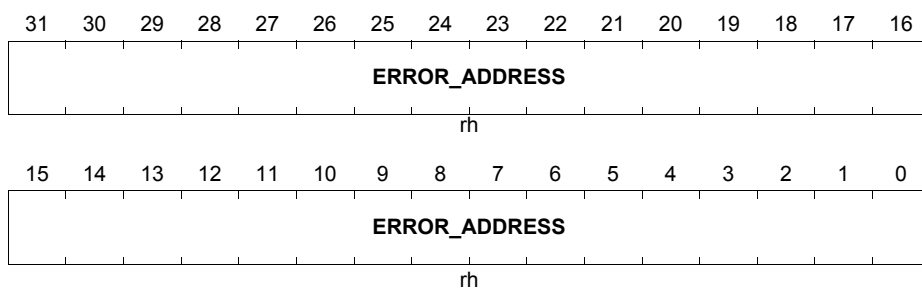 31 30 29 28 27 26 25 24 23 22 21 20 19 18 17 16
ERROR_ADDRESS
rh
15 14 13 12 11 10 9 8 7 6 5 4 3 2 1 0
ERROR_ADDRESS
rh